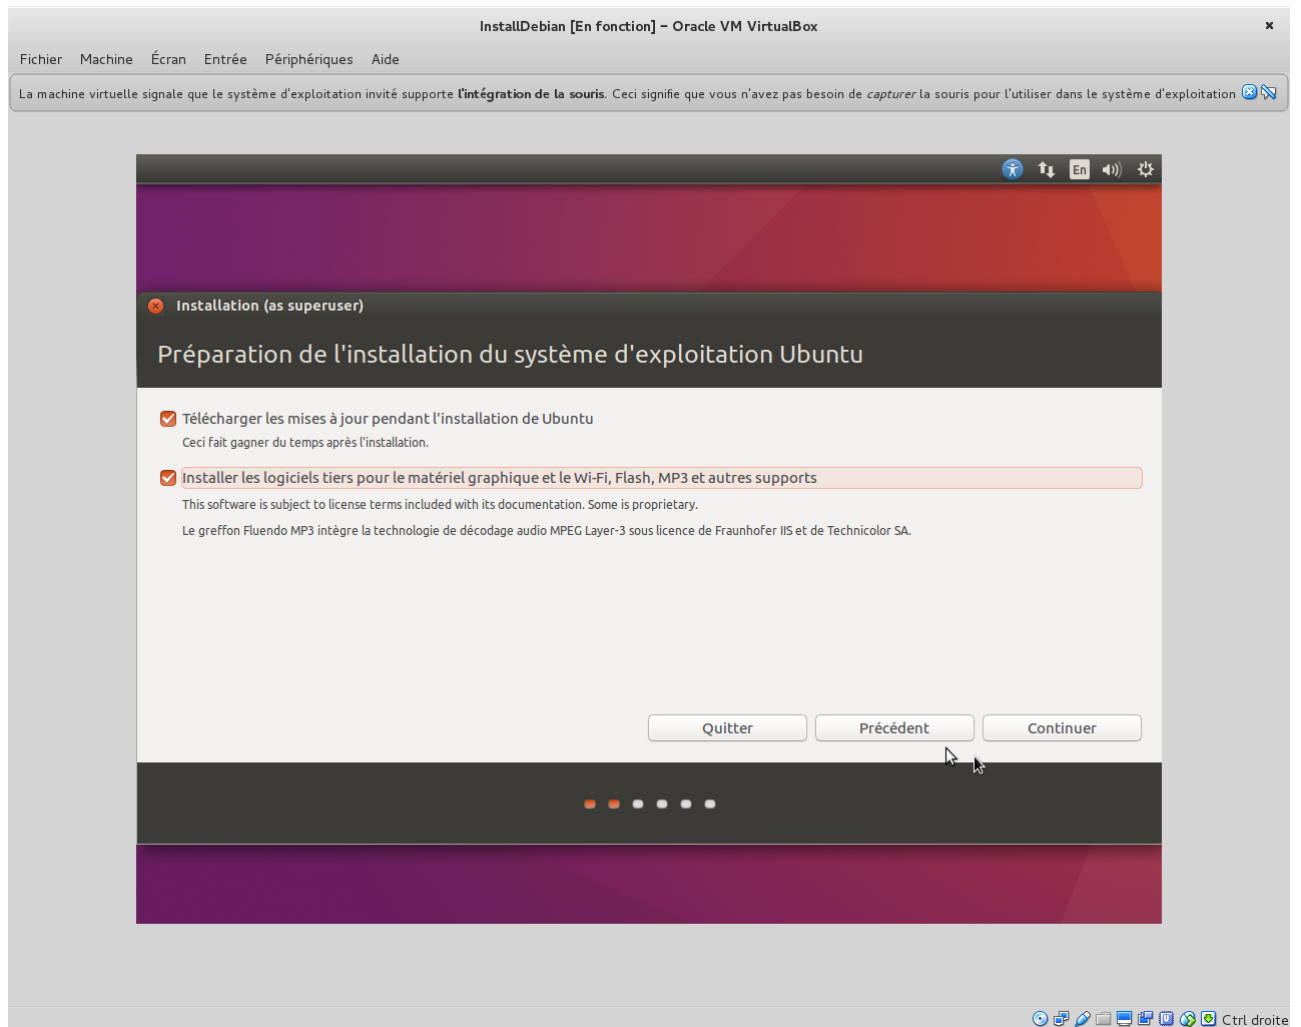 InstallDebian [En fonction] – Oracle VM VirtualBox
Fichier Machine Écran Entrée Périphériques Aide
La machine virtuelle signale que le système d'exploitation invité supporte l'intégration de la souris. Ceci signifie que vous n'avez pas besoin de capturer la souris pour l'utiliser dans le système d'exploitation
En
Installation (as superuser)
Préparation de l'installation du système d'exploitation Ubuntu
Télécharger les mises à jour pendant l'installation de Ubuntu
Ceci fait gagner du temps après l'installation.
Installer les logiciels tiers pour le matériel graphique et le Wi-Fi, Flash, MP3 et autres supports
This software is subject to license terms included with its documentation. Some is proprietary.
Le greffon Fluendo MP3 intègre la technologie de décodage audio MPEG Layer-3 sous licence de Fraunhofer IIS et de Technicolor SA.
Quitter Précédent Continuer
Ctrl droite